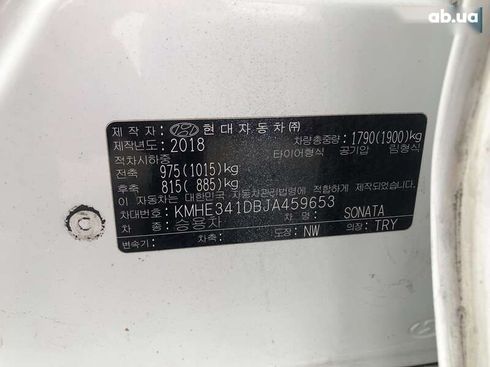 ab.ua
제 작 자: 현대자동차㈜
제작년도: 2018 차량총중량: 1790(1900)kg
적차시하중 타이어형식 공기압 림형식
전축 975(1015)kg
후축 815( 885)kg
이 자동차는 대한민국 자동차관리법령에 적합하게 제작되었습니다.
차대번호: KMHE341DBJA459653
차 종: 승용차 SONATA
변속기: 차축: 도장: NW 의장: TRY